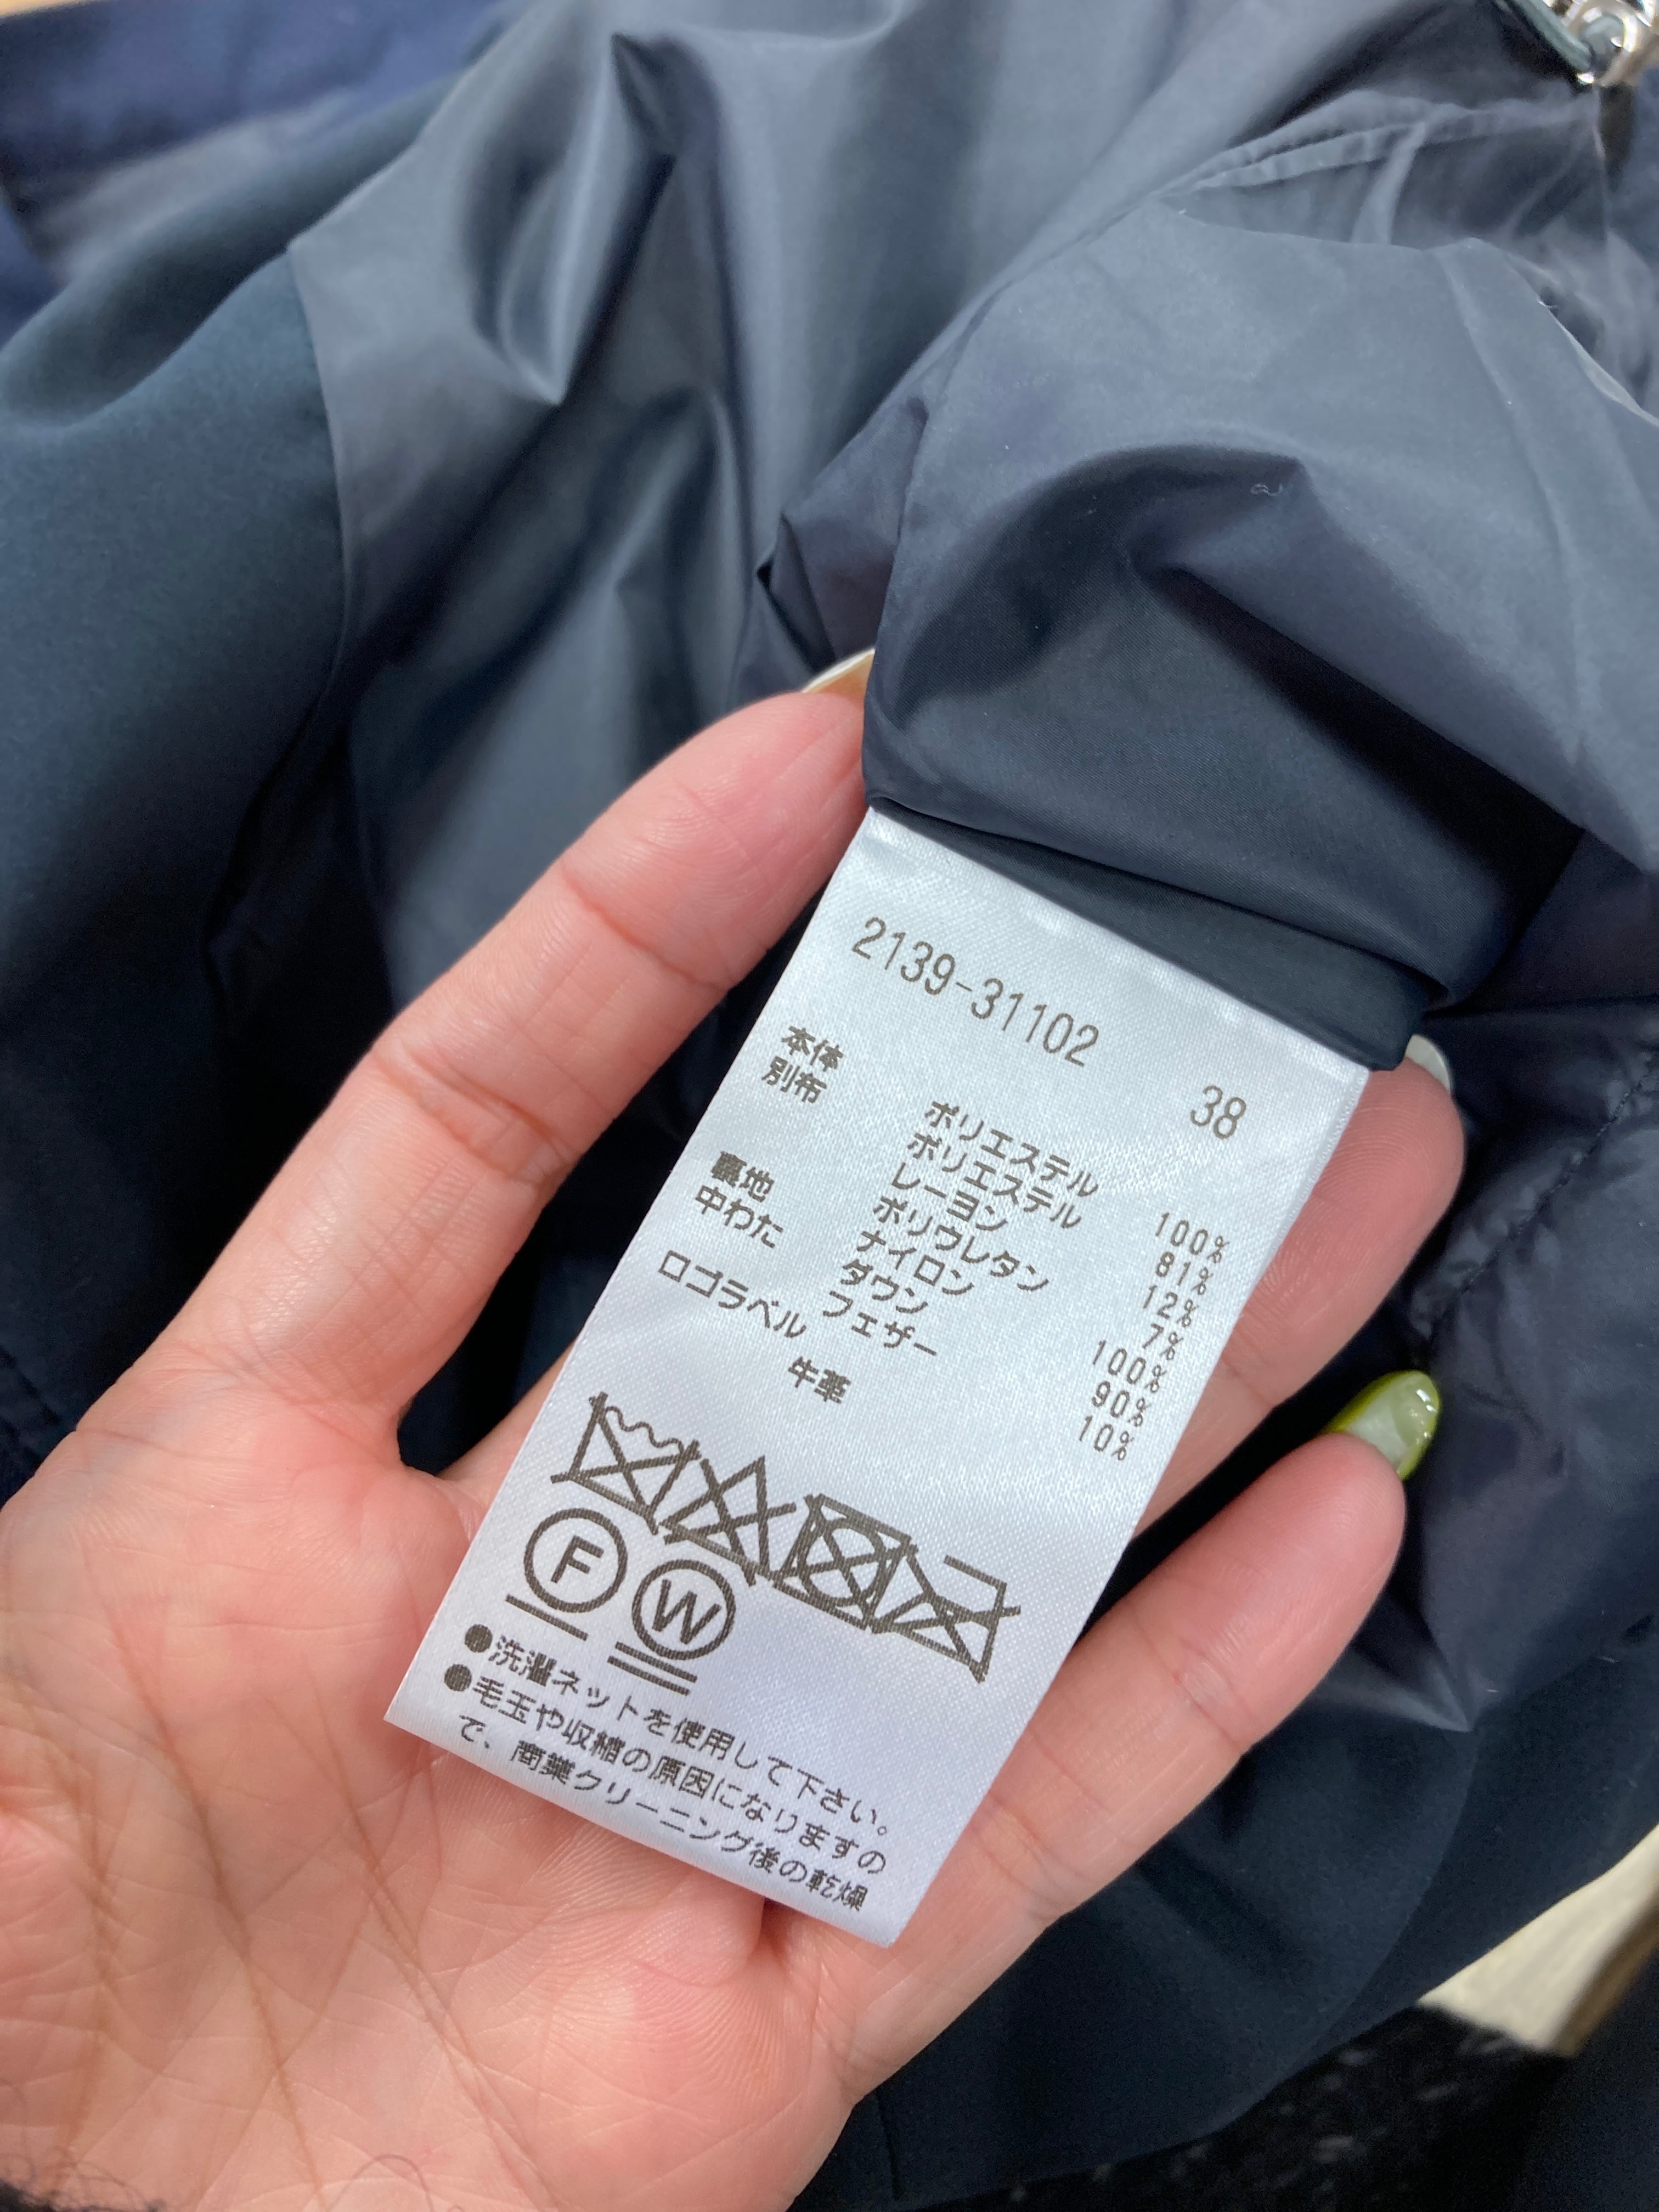 2139-31102
38
本体 ポリエステル 100%
別布 ポリエステル 81%
レーヨン 12%
ポリウレタン 7%
裏地 ナイロン 100%
中わた ダウン 90%
フェザー 10%
ロゴラベル
牛革
F W
●洗濯ネットを使用して下さい。
●毛玉や収縮の原因になりますの
で、商業クリーニング後の乾燥